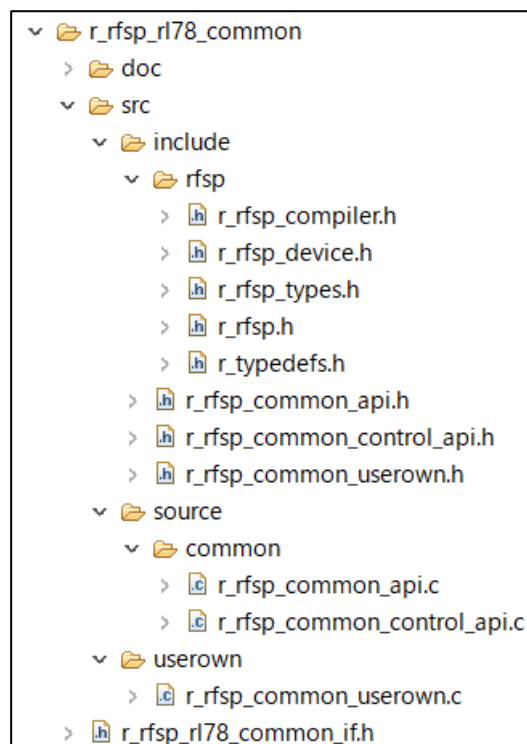 r_rfsp_rl78_common
doc
src
include
rfsp
r_rfsp_compiler.h
r_rfsp_device.h
r_rfsp_types.h
r_rfsp.h
r_typedefs.h
r_rfsp_common_api.h
r_rfsp_common_control_api.h
r_rfsp_common_userown.h
source
common
r_rfsp_common_api.c
r_rfsp_common_control_api.c
userown
r_rfsp_common_userown.c
r_rfsp_rl78_common_if.h